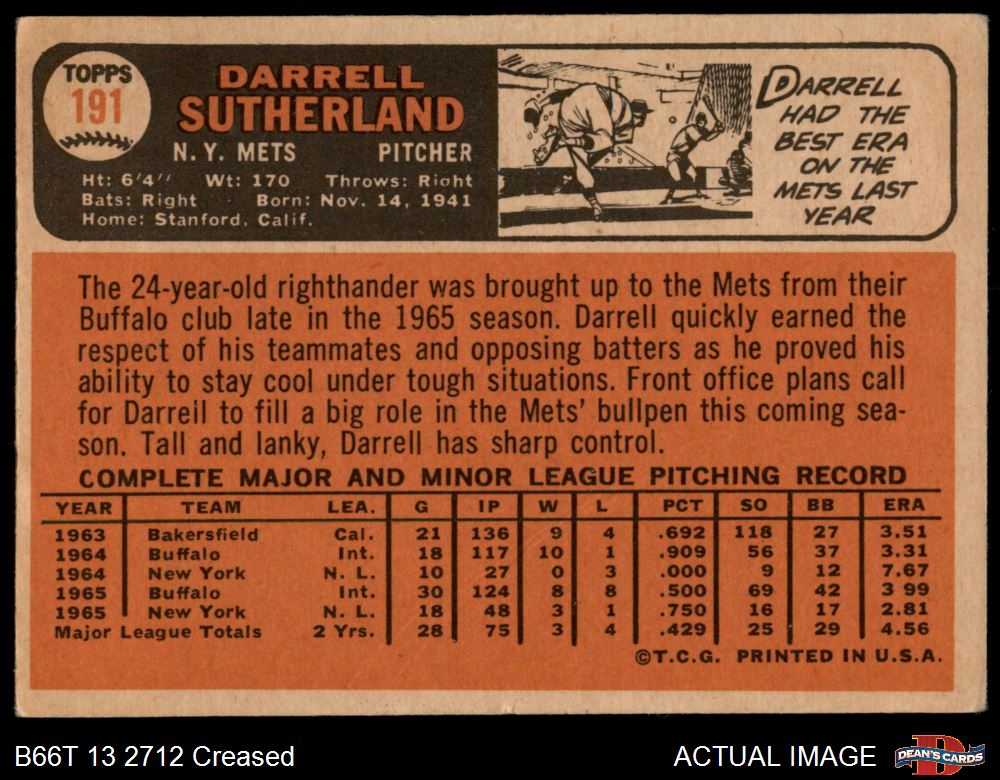 TOPPS
191
DARRELL
SUTHERLAND
N. Y. METS PITCHER
Ht: 6'4" Wt: 170 Throws: Right
Bats: Right Born: Nov. 14, 1941
Home: Stanford, Calif.
DARRELL
HAD THE
BEST ERA
ON THE
METS LAST
YEAR
The 24-year-old righthander was brought up to the Mets from their
Buffalo club late in the 1965 season. Darrell quickly earned the
respect of his teammates and opposing batters as he proved his
ability to stay cool under tough situations. Front office plans call
for Darrell to fill a big role in the Mets' bullpen this coming sea-
son. Tall and lanky, Darrell has sharp control.
COMPLETE MAJOR AND MINOR LEAGUE PITCHING RECORD
YEAR TEAM LEA. G IP W L PCT SO BB ERA
1963 Bakersfield Cal. 21 136 9 4 .692 118 27 3.51
1964 Buffalo Int. 18 117 10 1 .909 56 37 3.31
1964 New York N. L. 10 27 0 3 .000 9 12 7.67
1965 Buffalo Int. 30 124 8 8 .500 69 42 3 99
1965 New York N. L. 18 48 3 1 .750 16 17 2.81
Major League Totals 2 Yrs. 28 75 3 4 .429 25 29 4.56
©T.C.G. PRINTED IN U.S.A.
B66T 13 2712 Creased ACTUAL IMAGE DEAN'S CARDS